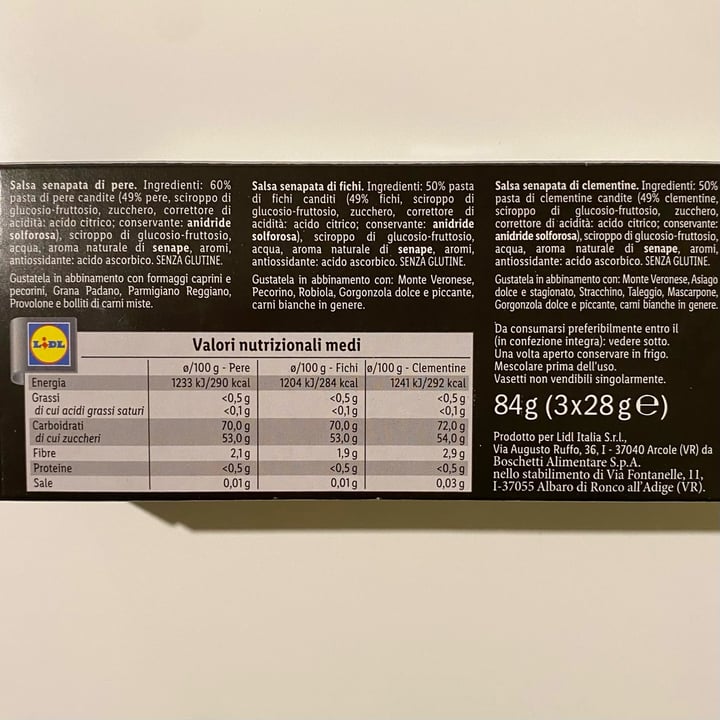 Salsa senapata di pere. Ingredienti: 60%
pasta di pere candite (49% pere, sciroppo di
glucosio-fruttosio, zucchero, correttore di
acidità: acido citrico; conservante: anidride
solforosa), sciroppo di glucosio-fruttosio,
acqua, aroma naturale di senape, aromi,
antiossidante: acido ascorbico. SENZA GLUTINE.
Gustatela in abbinamento con formaggi caprini e
pecorini, Grana Padano, Parmigiano Reggiano,
Provolone e bolliti di carni miste.
Salsa senapata di fichi. Ingredienti: 50% pasta
di fichi canditi (49% fichi, sciroppo di
glucosio-fruttosio, zucchero, correttore di
acidità: acido citrico; conservante: anidride
solforosa), sciroppo di glucosio-fruttosio,
acqua, aroma naturale di senape, aromi,
antiossidante: acido ascorbico. SENZA GLUTINE.
Gustatela in abbinamento con: Monte Veronese,
Pecorino, Robiola, Gorgonzola dolce e piccante,
carni bianche in genere.
Salsa senapata di clementine. Ingredienti: 50%
pasta di clementine candite (49% clementine,
sciroppo di glucosio-fruttosio, zucchero,
correttore di acidità: acido citrico; conservante:
anidride solforosa), sciroppo di glucosio-fruttosio,
acqua, aroma naturale di senape, aromi,
antiossidante: acido ascorbico. SENZA GLUTINE.
Gustatela in abbinamento con: Monte Veronese, Asiago
dolce e stagionato, Stracchino, Taleggio, Mascarpone,
Gorgonzola dolce e piccante, carni bianche in genere.
Da consumarsi preferibilmente entro il
(in confezione integra): vedere sotto.
Una volta aperto conservare in frigo.
Mescolare prima dell'uso.
Vasetti non vendibili singolarmente.
84g (3x28g℮)
Prodotto per Lidl Italia S.r.l.,
Via Augusto Ruffo, 36, I - 37040 Arcole (VR) da
Boschetti Alimentare S.p.A.
nello stabilimento di Via Fontanelle, 11,
I-37055 Albaro di Ronco all'Adige (VR).
LIDL
Valori nutrizionali medi
ø/100 g - Pere ø/100 g - Fichi ø/100 g - Clementine
Energia 1233 kJ/290 kcal 1204 kJ/284 kcal 1241 kJ/292 kcal
Grassi <0,5 g <0,5 g <0,5 g
di cui acidi grassi saturi <0,1 g <0,1 g <0,1 g
Carboidrati 70,0 g 70,0 g 72,0 g
di cui zuccheri 53,0 g 53,0 g 54,0 g
Fibre 2,1 g 1,9 g 2,9 g
Proteine <0,5 g <0,5 g <0,5 g
Sale 0,01 g 0,01 g 0,03 g